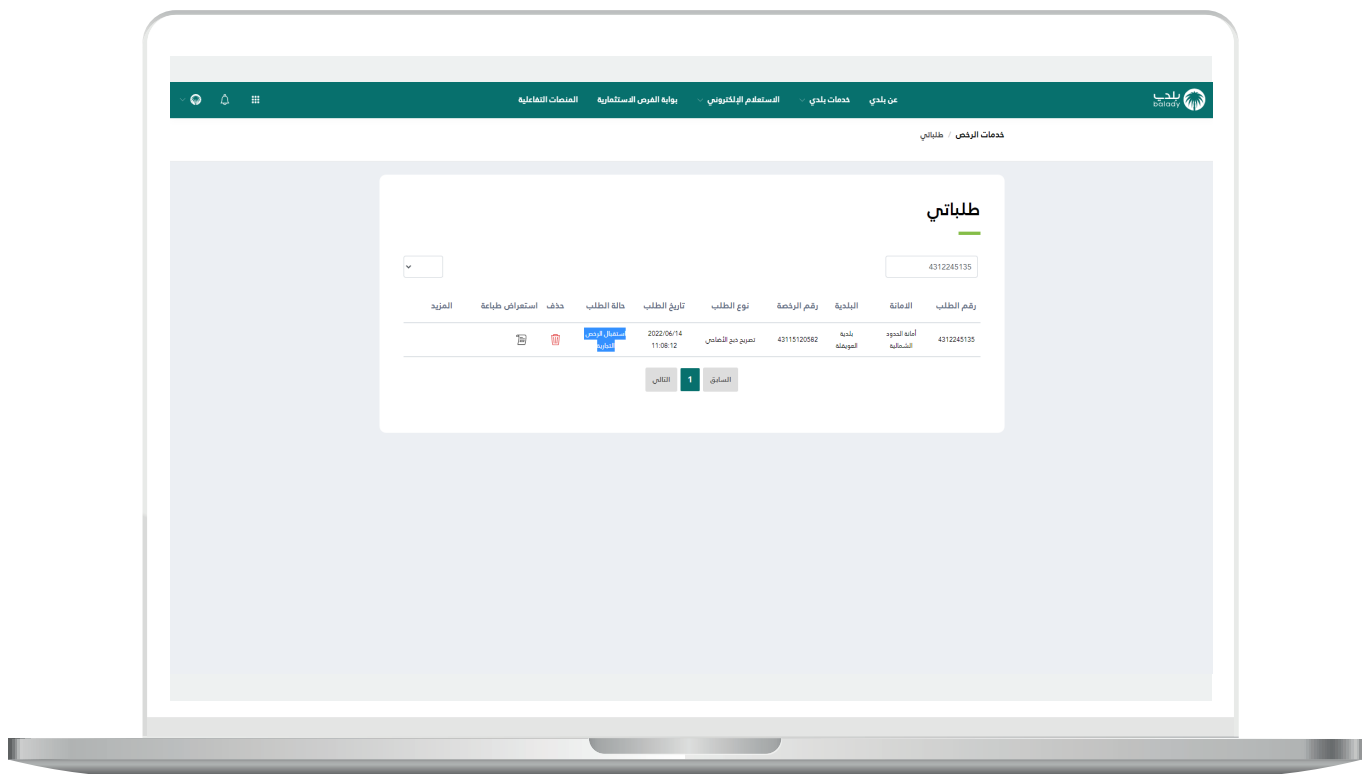 بلدي
balady
عن بلدي
خدمات بلدي
الاستعلام الإلكتروني
بوابة الفرص الاستثمارية
المنصات التفاعلية
خدمات الرخص / طلباتي
طلباتي
4312245135
رقم الطلب
الامانة
البلدية
رقم الرخصة
نوع الطلب
تاريخ الطلب
حالة الطلب
حذف
استعراض طباعة
المزيد
4312245135
أمانة الحدود
الشمالية
بلدية
العويقلة
43115120582
تصريح ذبح الأضاحي
2022/06/14
11:08:12
استقبال الرخص
التجارية
السابق
1
التالي